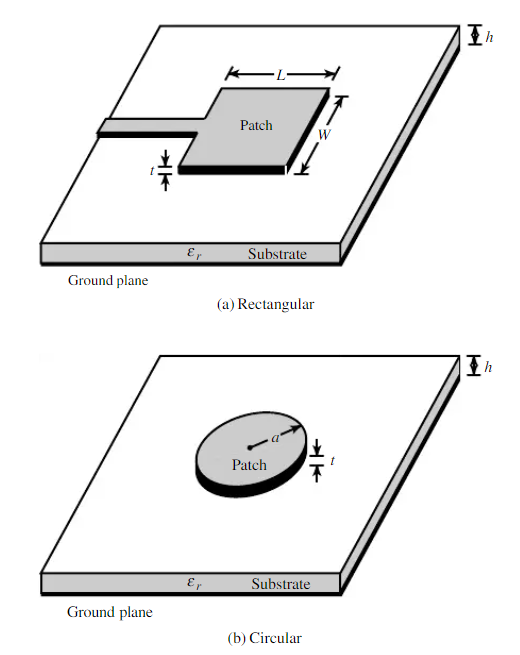 h
L
Patch
W
t
εr Substrate
Ground plane
(a) Rectangular
h
a
Patch
t
εr Substrate
Ground plane
(b) Circular